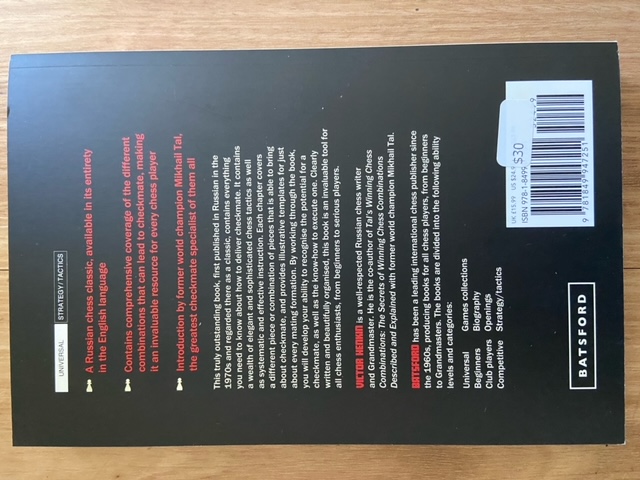 UNIVERSAL STRATEGY/TACTICS
A Russian chess classic, available in its entirety
in the English language
Contains comprehensive coverage of the different
combinations that can lead to checkmate, making
it an invaluable resource for every chess player
Introduction by former world champion Mikhail Tal,
the greatest checkmate specialist of them all
This truly outstanding book, first published in Russian in the
1970s and regarded there as a classic, contains everything
you need to know about how to deliver checkmate. It contains
a wealth of elegant and sophisticated chess tactics as well
as systematic and effective instruction. Each chapter covers
a different piece or combination of pieces that is able to bring
about checkmate, and provides illustrative templates for just
about every mating formation. By working through the book,
you will develop your ability to recognise the potential for a
checkmate, as well as the know-how to execute one. Clearly
written and beautifully organised, this book is an invaluable tool for
all chess enthusiasts, from beginners to serious players.
VICTOR HENKIN is a well-respected Russian chess writer
and Grandmaster. He is the co-author of Tal's Winning Chess
Combinations: The Secrets of Winning Chess Combinations
Described and Explained with former world champion Mikhail Tal.
BATSFORD has been a leading international chess publisher since
the 1960s, producing books for all chess players, from beginners
to Grandmasters. The books are divided into the following ability
levels and categories:
Universal Games collections
Beginners Biography
Club players Openings
Competitive Strategy/tactics
BATSFORD
UK £15.99 US $24.9
$30
ISBN 978-1-8499
9 781849 942251